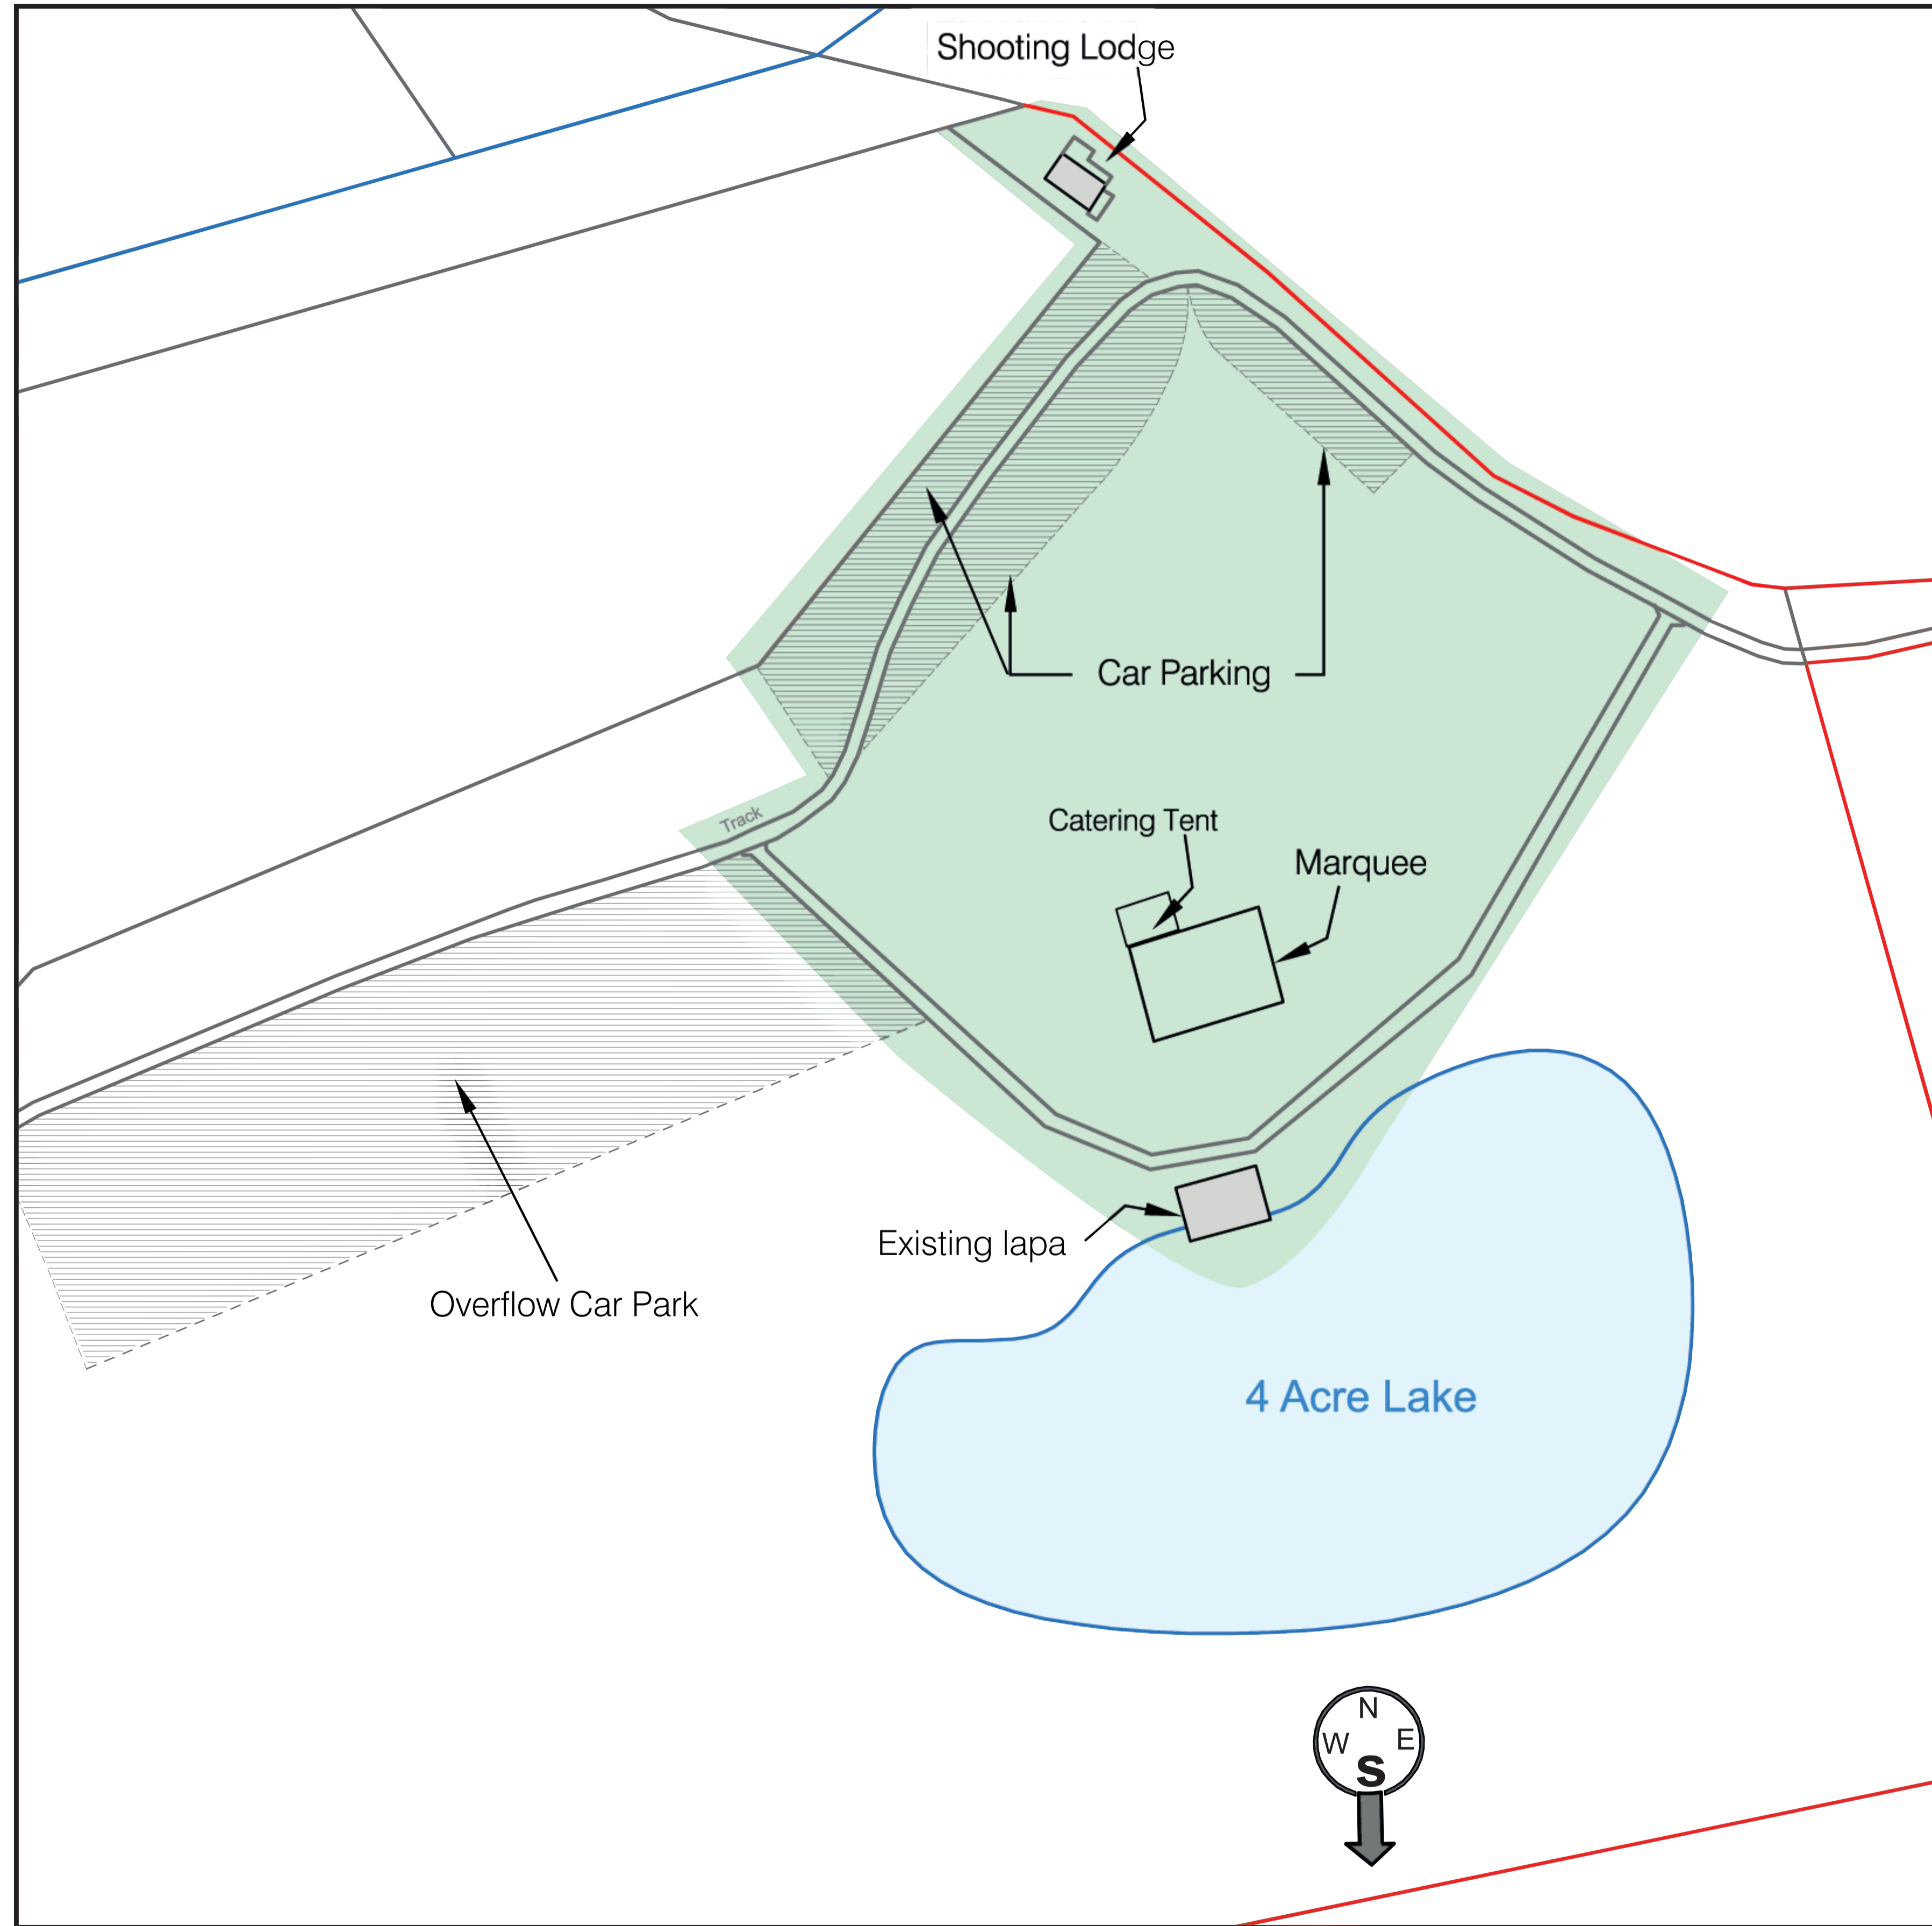 Shooting Lodge
Car Parking
Track
Catering Tent
Marquee
Existing lapa
Overflow Car Park
4 Acre Lake
N
W E
S